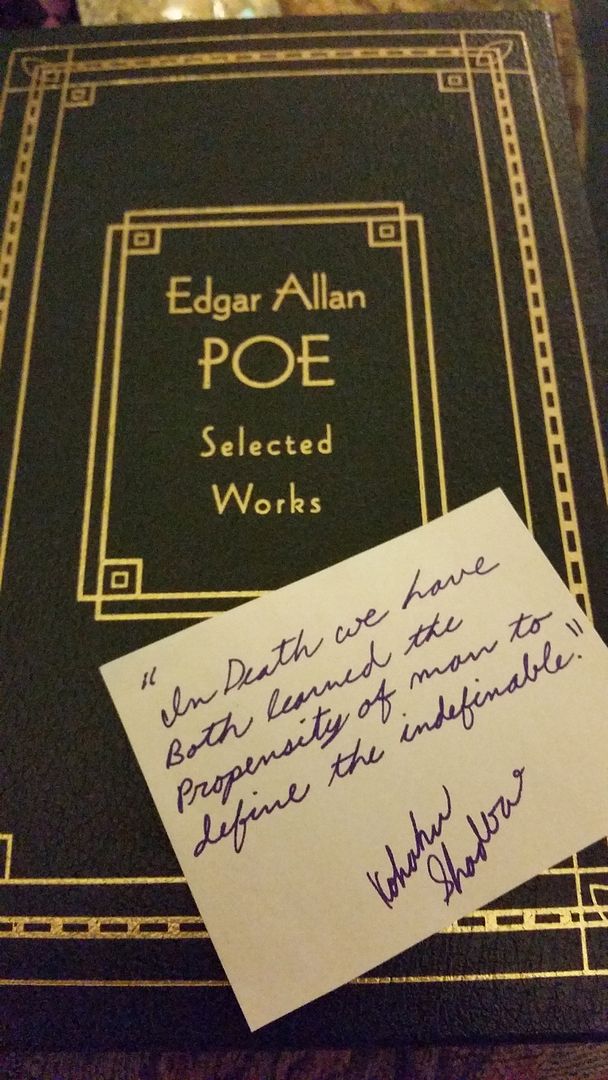 Edgar Allan
POE
Selected
Works
"In Death we have
Both learned the
Propensity of man to
define the indefinable."
Kohaku
Shadow